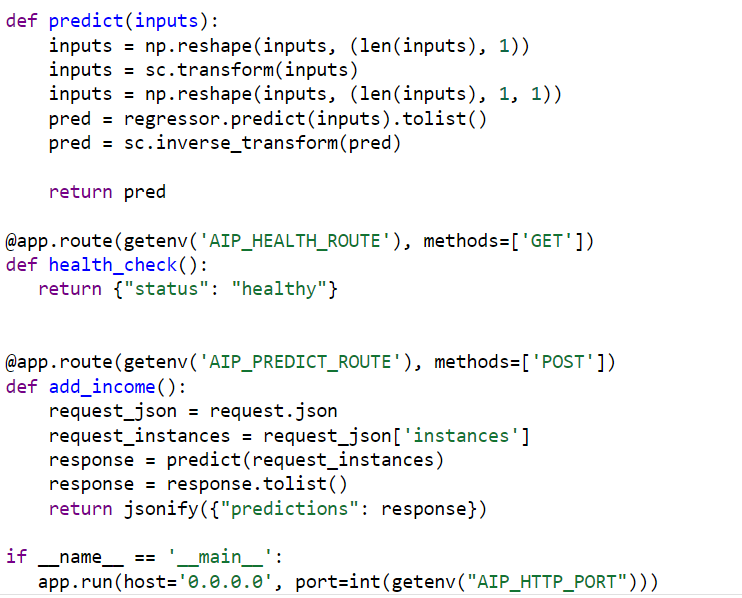 def predict(inputs):
    inputs = np.reshape(inputs, (len(inputs), 1))
    inputs = sc.transform(inputs)
    inputs = np.reshape(inputs, (len(inputs), 1, 1))
    pred = regressor.predict(inputs).tolist()
    pred = sc.inverse_transform(pred)

    return pred

@app.route(getenv('AIP_HEALTH_ROUTE'), methods=['GET'])
def health_check():
   return {"status": "healthy"}


@app.route(getenv('AIP_PREDICT_ROUTE'), methods=['POST'])
def add_income():
    request_json = request.json
    request_instances = request_json['instances']
    response = predict(request_instances)
    response = response.tolist()
    return jsonify({"predictions": response})

if __name__ == '__main__':
   app.run(host='0.0.0.0', port=int(getenv("AIP_HTTP_PORT")))